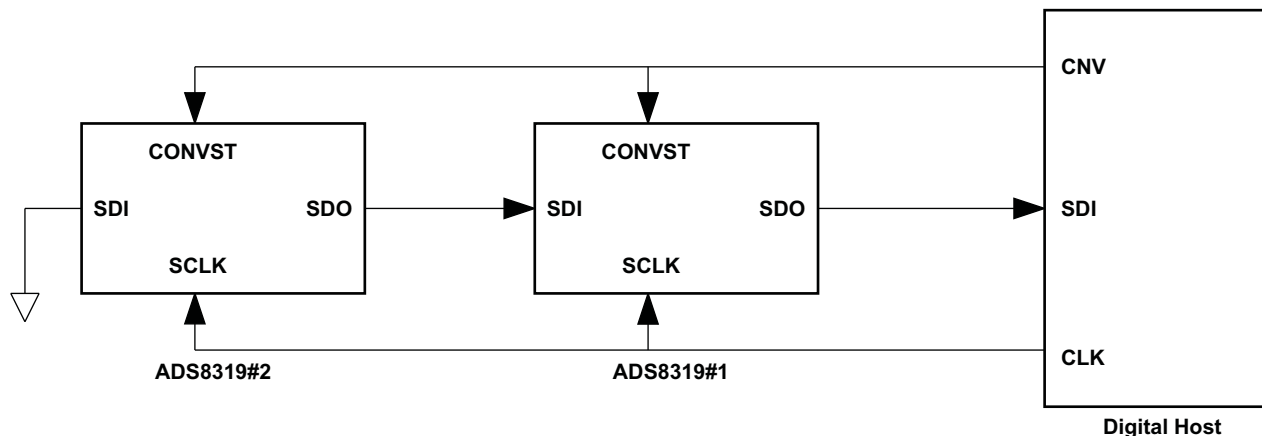 CNV
CONVST
CONVST
SDI
SDO
SDI
SDO
SDI
SCLK
SCLK
CLK
ADS8319#2
ADS8319#1
Digital Host